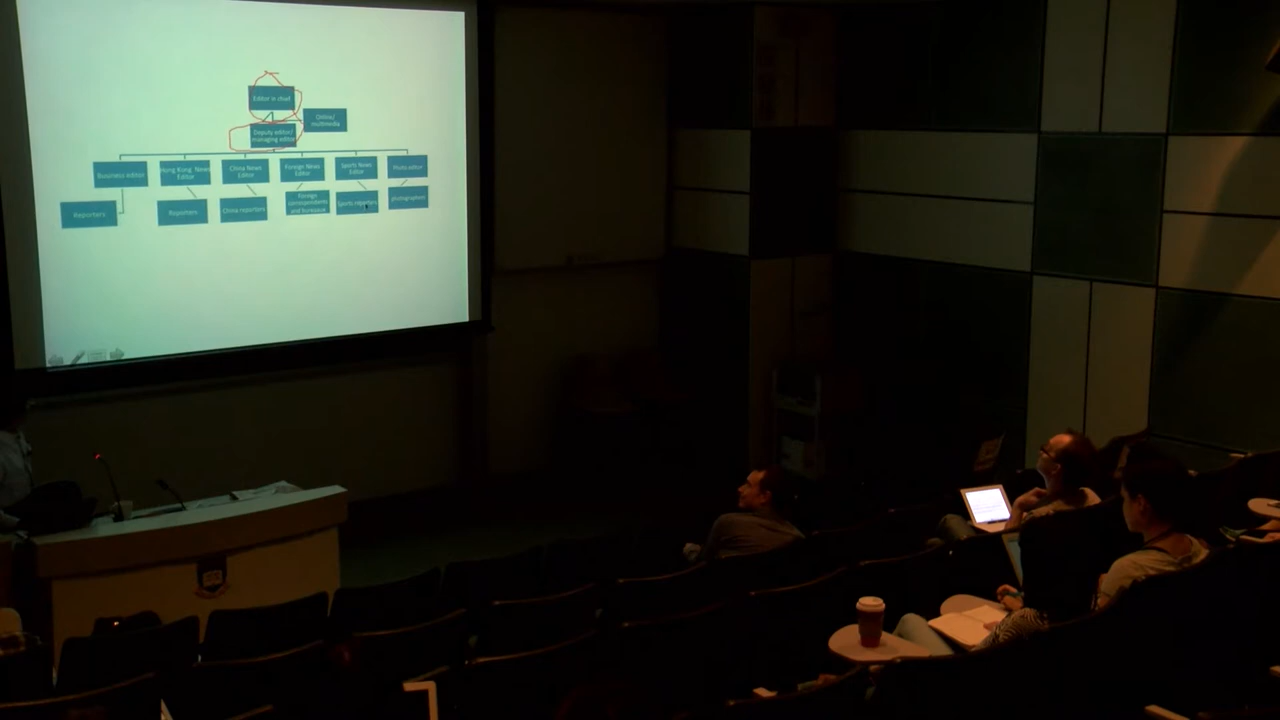 Editor in chief
Online/
multimedia
Deputy editor/
managing editor
Business editor
Hong Kong News
Editor
China News
Editor
Foreign News
Editor
Sports News
Editor
Photo editor
Reporters
Reporters
China reporters
Foreign
correspondents
and bureaus
Sports reporters
photographers